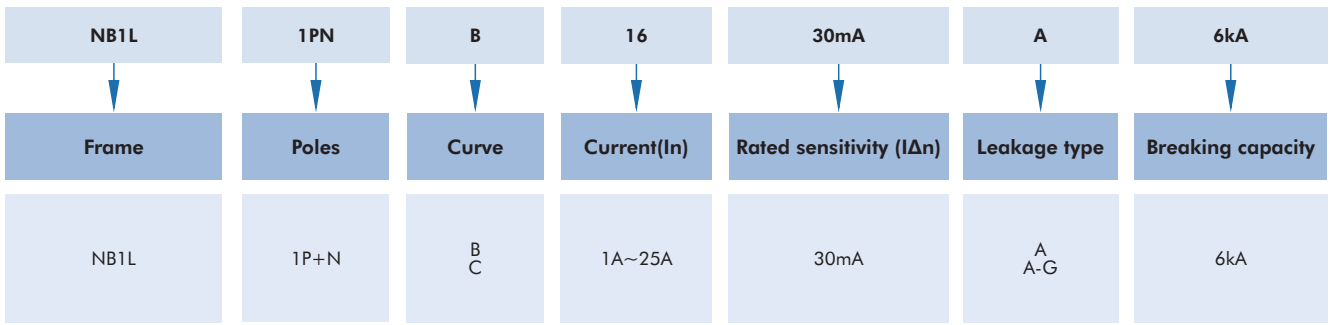 NB1L 1PN B 16 30mA A 6kA
Frame Poles Curve Current(In) Rated sensitivity (IΔn) Leakage type Breaking capacity
NB1L 1P+N B 1A~25A 30mA A 6kA
C A-G